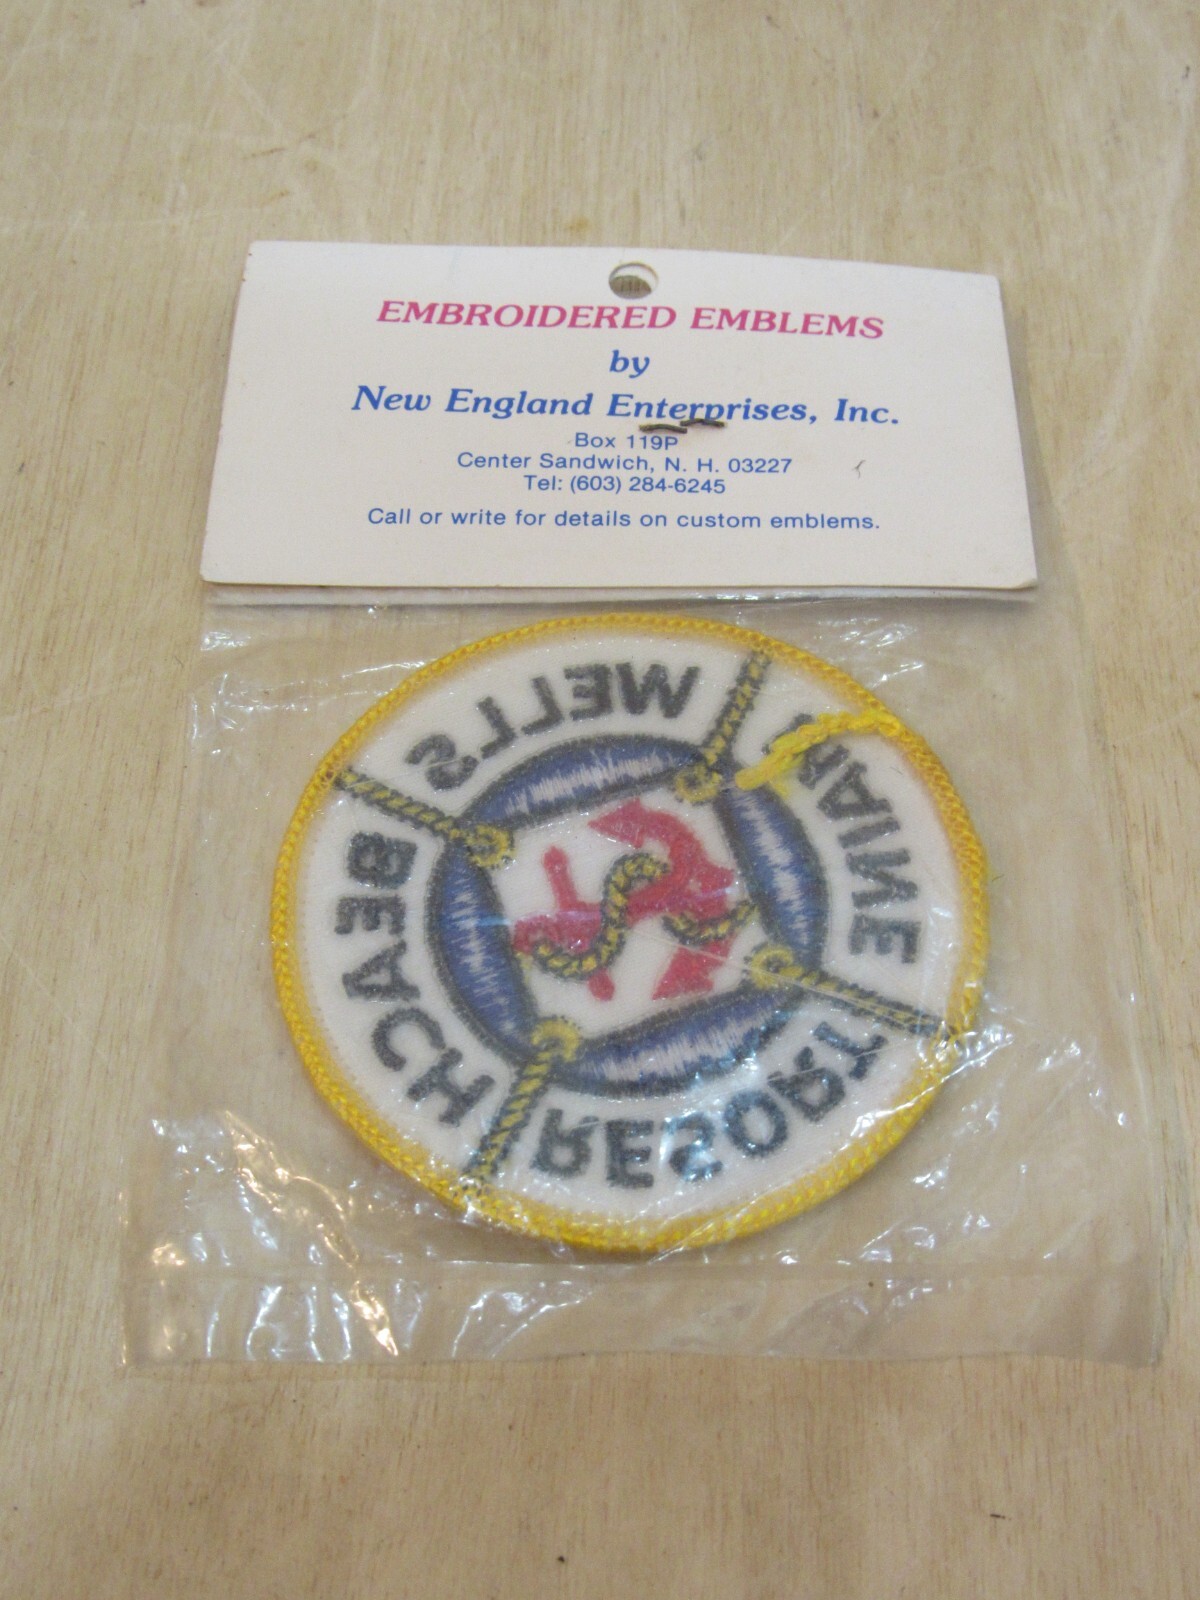 EMBROIDERED EMBLEMS
by
New England Enterprises, Inc.
Box 119P
Center Sandwich, N. H. 03227
Tel: (603) 284-6245
Call or write for details on custom emblems.
WELLS
BEACH
RESORT
MAINE